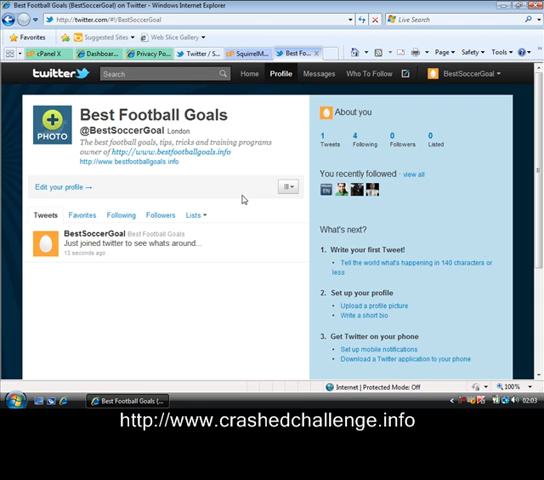 Best Football Goals (BestSoccerGoal) on Twitter - Windows Internet Explorer
http://twitter.com/#!/BestSoccerGoal
Live Search
Favorites
Suggested Sites
Web Slice Gallery
cPanel X
Dashboar...
Privacy Po...
Twitter / S...
SquirrelM...
Best Fo...
Page
Safety
Tools
twitter
Search
Home
Profile
Messages
Who To Follow
BestSoccerGoal
PHOTO
Best Football Goals
@BestSoccerGoal London
The best football goals, tips, tricks and training programs
owner of http://www.bestfootballgoals.info
http://www.bestfootballgoals.info
Edit your profile →
Tweets
Favorites
Following
Followers
Lists
BestSoccerGoal Best Football Goals
Just joined twitter to see whats around...
13 seconds ago
About you
1 4 0 0
Tweets Following Followers Listed
You recently followed · view all
EN
What's next?
1. Write your first Tweet!
• Tell the world what's happening in 140 characters or
less
2. Set up your profile
• Upload a profile picture
• Write a short bio
3. Get Twitter on your phone
• Set up mobile notifications
• Download a Twitter application to your phone
Internet | Protected Mode: Off
100%
Best Football Goals (...
02:03
http://www.crashedchallenge.info